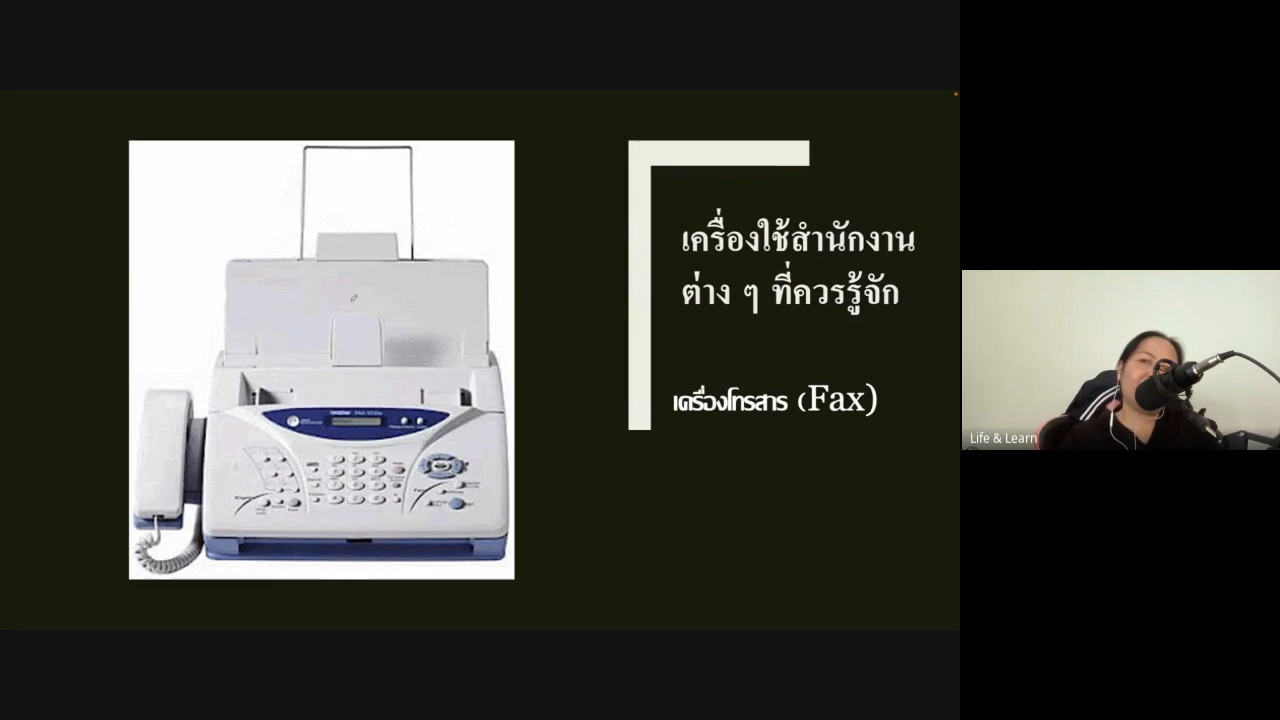 เครื่องใช้สำนักงาน
ต่าง ๆ ที่ควรรู้จัก
เครื่องโทรสาร (Fax)
brother
Life & Learn